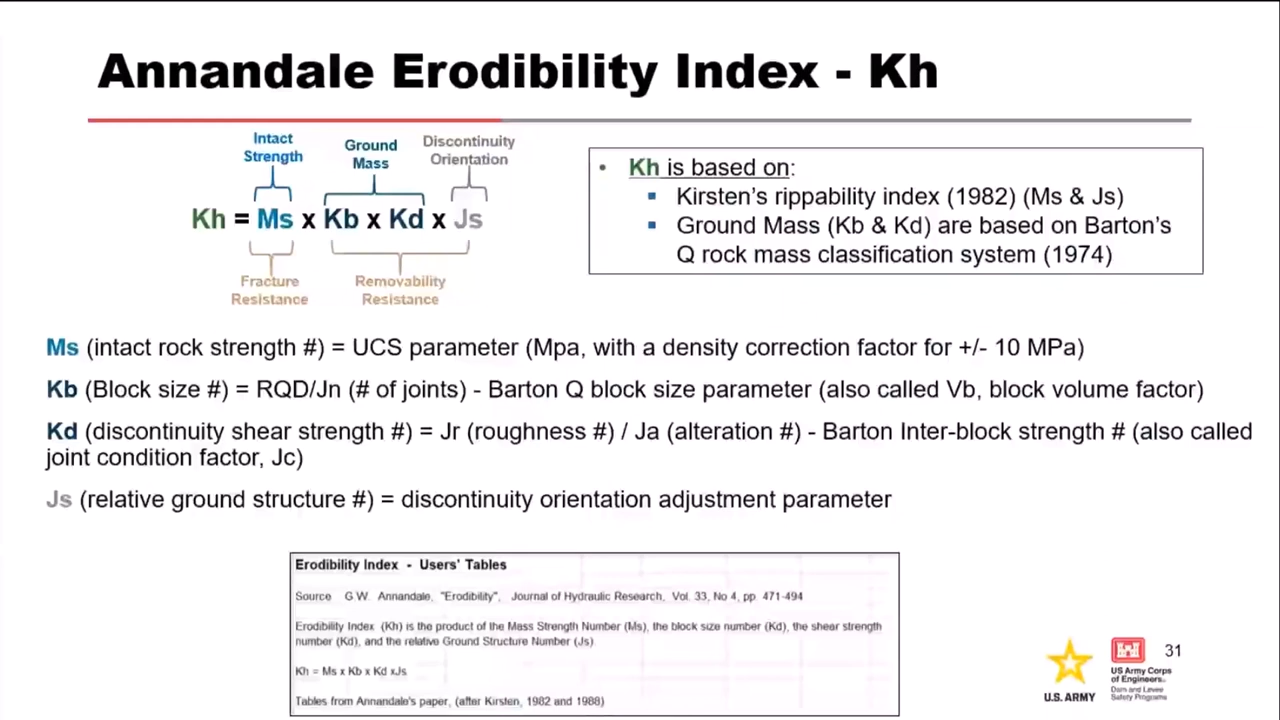 Annandale Erodibility Index - Kh
Intact
Strength
Ground
Mass
Discontinuity
Orientation
Kh = Ms x Kb x Kd x Js
Fracture
Resistance
Removability
Resistance
• Kh is based on:
▪ Kirsten's rippability index (1982) (Ms & Js)
▪ Ground Mass (Kb & Kd) are based on Barton's
Q rock mass classification system (1974)
Ms (intact rock strength #) = UCS parameter (Mpa, with a density correction factor for +/- 10 MPa)
Kb (Block size #) = RQD/Jn (# of joints) - Barton Q block size parameter (also called Vb, block volume factor)
Kd (discontinuity shear strength #) = Jr (roughness #) / Ja (alteration #) - Barton Inter-block strength # (also called
joint condition factor, Jc)
Js (relative ground structure #) = discontinuity orientation adjustment parameter
Erodibility Index - Users' Tables
Source G.W. Annandale, "Erodibility", Journal of Hydraulic Research, Vol. 33, No 4, pp. 471-494
Erodibility Index (Kh) is the product of the Mass Strength Number (Ms), the block size number (Kd), the shear strength
number (Kd), and the relative Ground Structure Number (Js)
Kh = Ms x Kb x Kd xJs
Tables from Annandale's paper, (after Kirsten, 1982 and 1988)
U.S. ARMY
US Army Corps
of Engineers.
Dam and Levee
Safety Programs
31